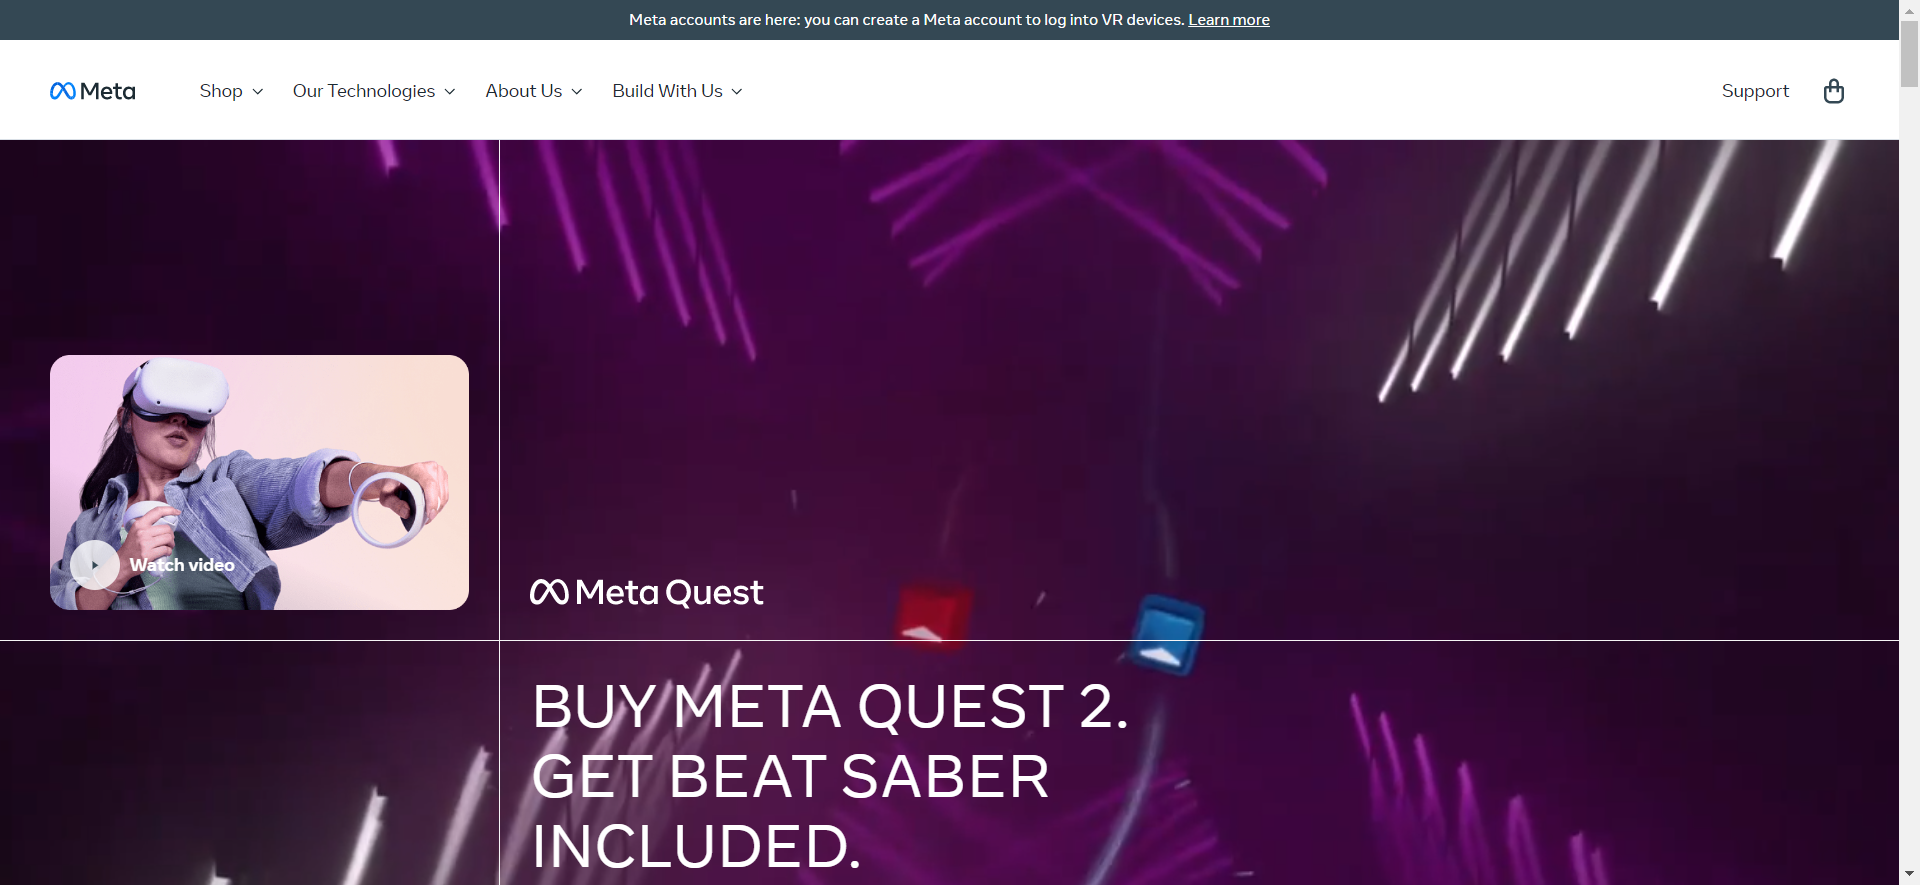 Meta accounts are here: you can create a Meta account to log into VR devices. Learn more
Meta
Shop
Our Technologies
About Us
Build With Us
Support
Watch video
Meta Quest
BUY META QUEST 2.
GET BEAT SABER
INCLUDED.